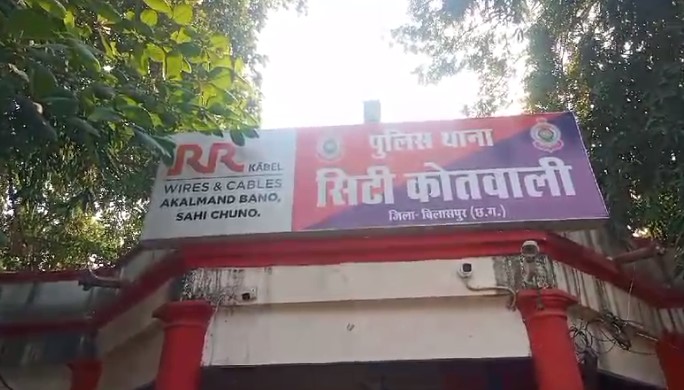 RR KABEL
WIRES & CABLES
AKALMAND BANO,
SAHI CHUNO.
पुलिस थाना
सिटी कोतवाली
जिला- बिलासपुर (छ.ग.)